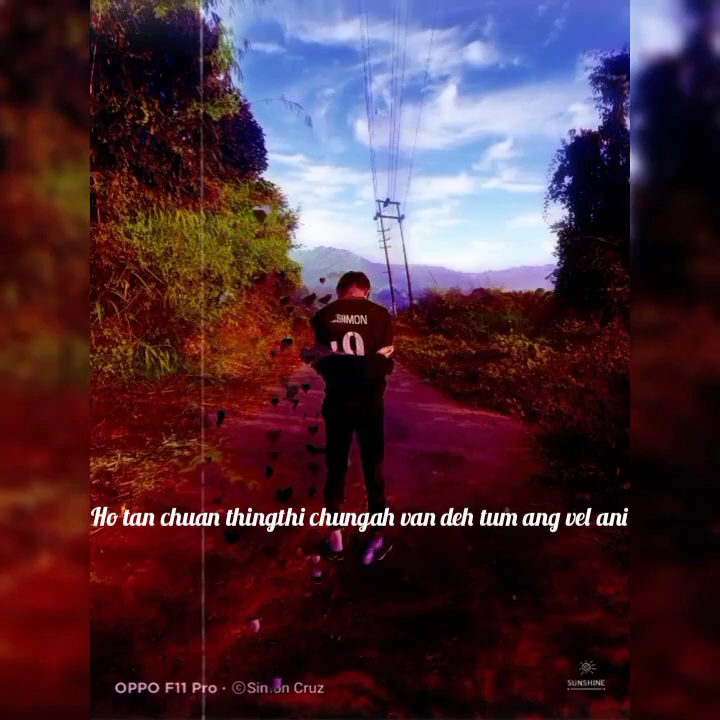 SIMON
Ho tan chuan thingthi chungah van deh tum ang vel ani
OPPO F11 Pro · ©Simon Cruz
SUNSHINE